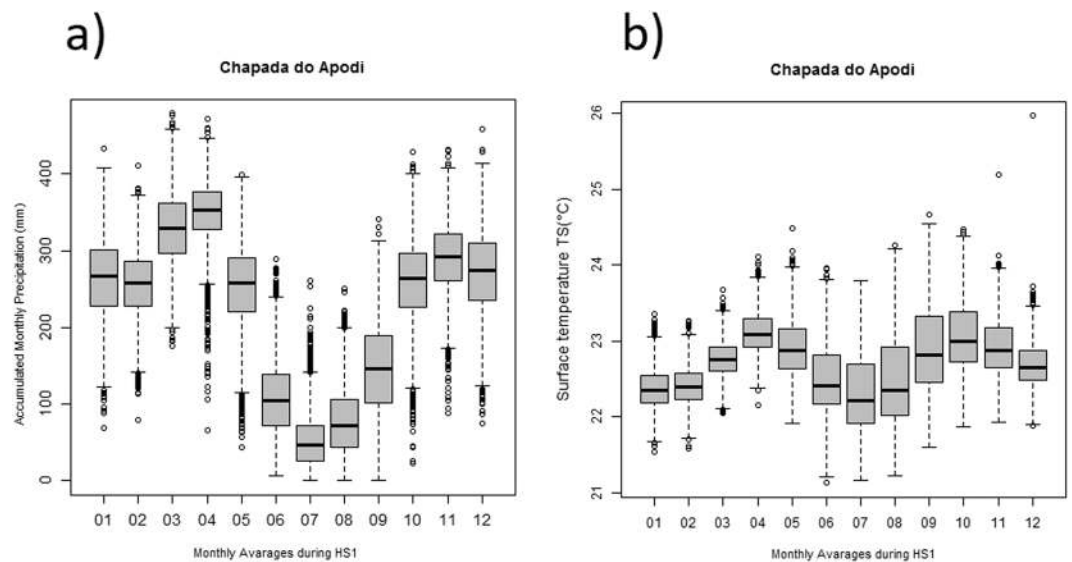 a)
Chapada do Apodi
Accumulated Monthly Precipitation (mm)
400
300
200
100
0
01 02 03 04 05 06 07 08 09 10 11 12
Monthly Avarages during HS1
b)
Chapada do Apodi
Surface temperature TS(°C)
26
25
24
23
22
21
01 02 03 04 05 06 07 08 09 10 11 12
Monthly Avarages during HS1